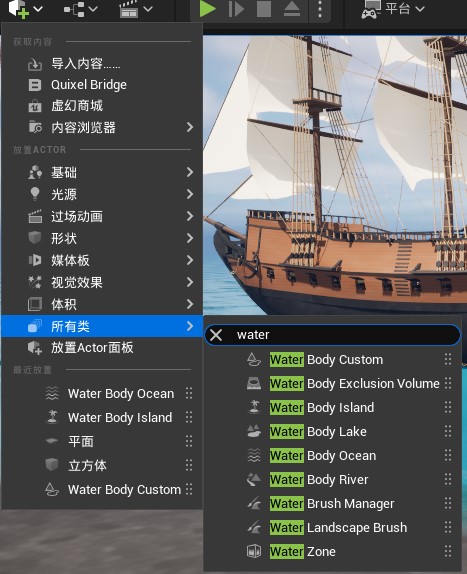 平台
获取内容
导入内容......
Quixel Bridge
虚幻商城
内容浏览器
放置ACTOR
基础
光源
过场动画
形状
媒体板
视觉效果
体积
所有类
放置Actor面板
最近放置
Water Body Ocean
Water Body Island
平面
立方体
Water Body Custom
water
Water Body Custom
Water Body Exclusion Volume
Water Body Island
Water Body Lake
Water Body Ocean
Water Body River
Water Brush Manager
Water Landscape Brush
Water Zone